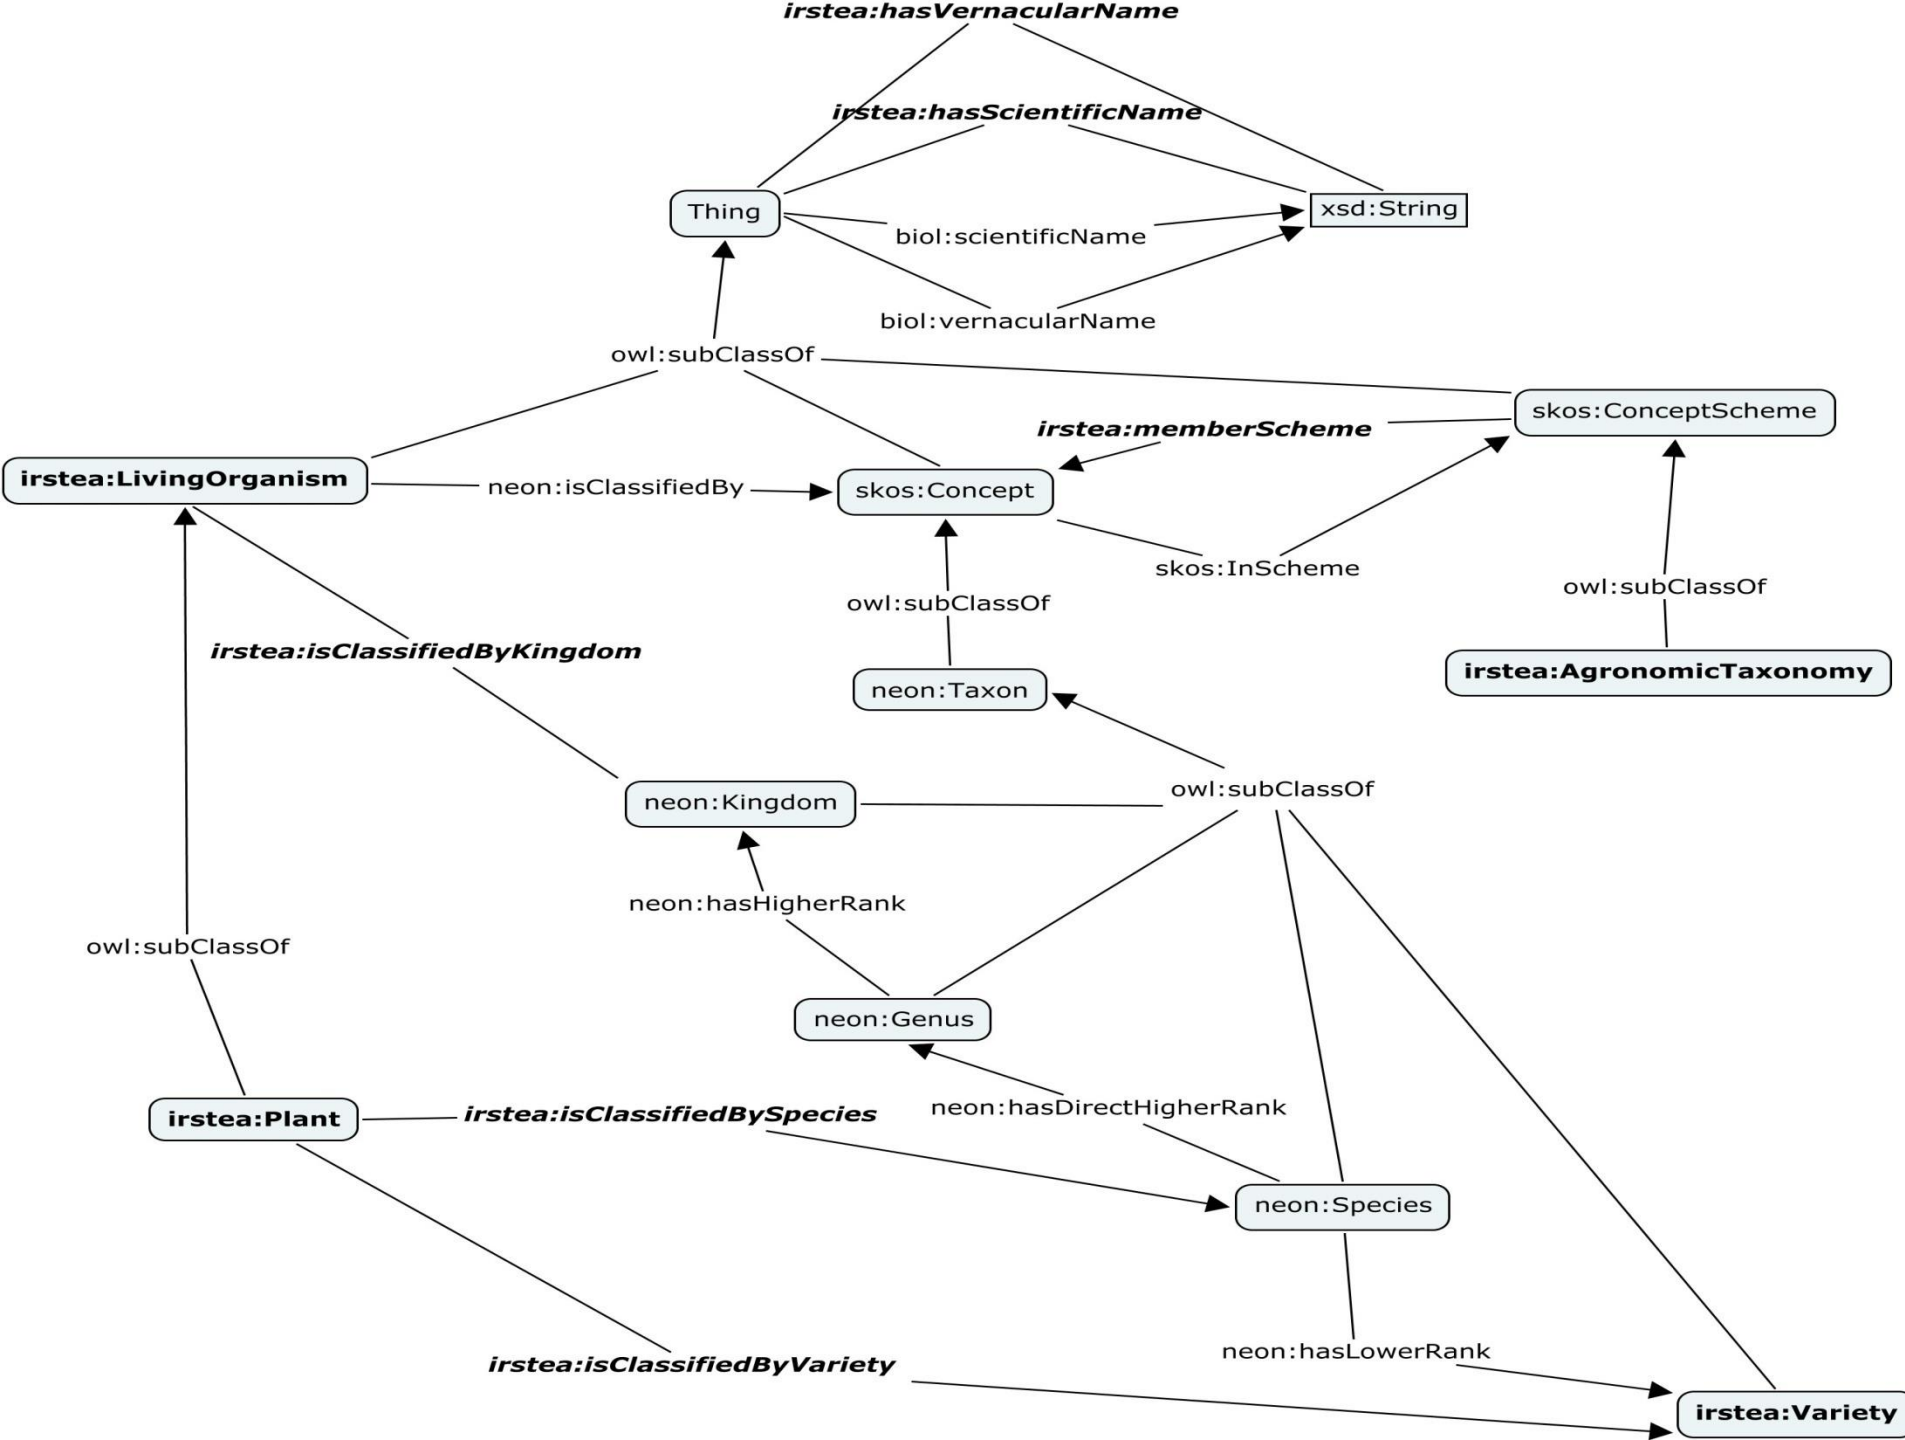 irstea:hasVernacularName
irstea:hasScientificName
Thing
xsd:String
biol:scientificName
biol:vernacularName
owl:subClassOf
skos:ConceptScheme
irstea:memberScheme
irstea:LivingOrganism
neon:isClassifiedBy
skos:Concept
skos:InScheme
owl:subClassOf
owl:subClassOf
irstea:isClassifiedByKingdom
neon:Taxon
irstea:AgronomicTaxonomy
neon:Kingdom
owl:subClassOf
neon:hasHigherRank
owl:subClassOf
neon:Genus
irstea:Plant
irstea:isClassifiedBySpecies
neon:hasDirectHigherRank
neon:Species
neon:hasLowerRank
irstea:isClassifiedByVariety
irstea:Variety